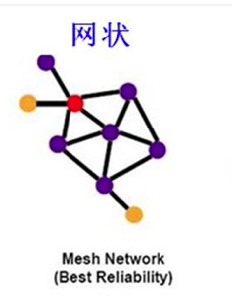 网状
Mesh Network
(Best Reliability)